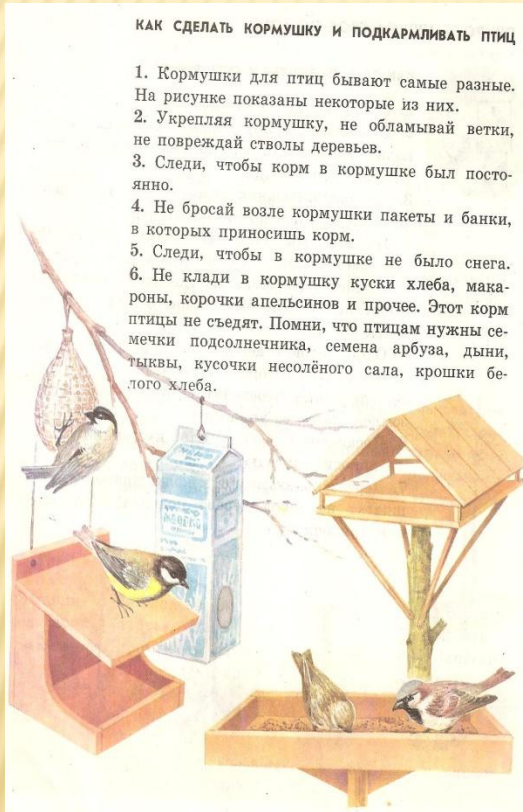 КАК СДЕЛАТЬ КОРМУШКУ И ПОДКАРМЛИВАТЬ ПТИЦ
1. Кормушки для птиц бывают самые разные.
На рисунке показаны некоторые из них.
2. Укрепляя кормушку, не обламывай ветки,
не повреждай стволы деревьев.
3. Следи, чтобы корм в кормушке был посто-
янно.
4. Не бросай возле кормушки пакеты и банки,
в которых приносишь корм.
5. Следи, чтобы в кормушке не было снега.
6. Не клади в кормушку куски хлеба, мака-
роны, корочки апельсинов и прочее. Этот корм
птицы не съедят. Помни, что птицам нужны се-
мечки подсолнечника, семена арбуза, дыни,
тыквы, кусочки несолёного сала, крошки бе-
лого хлеба.